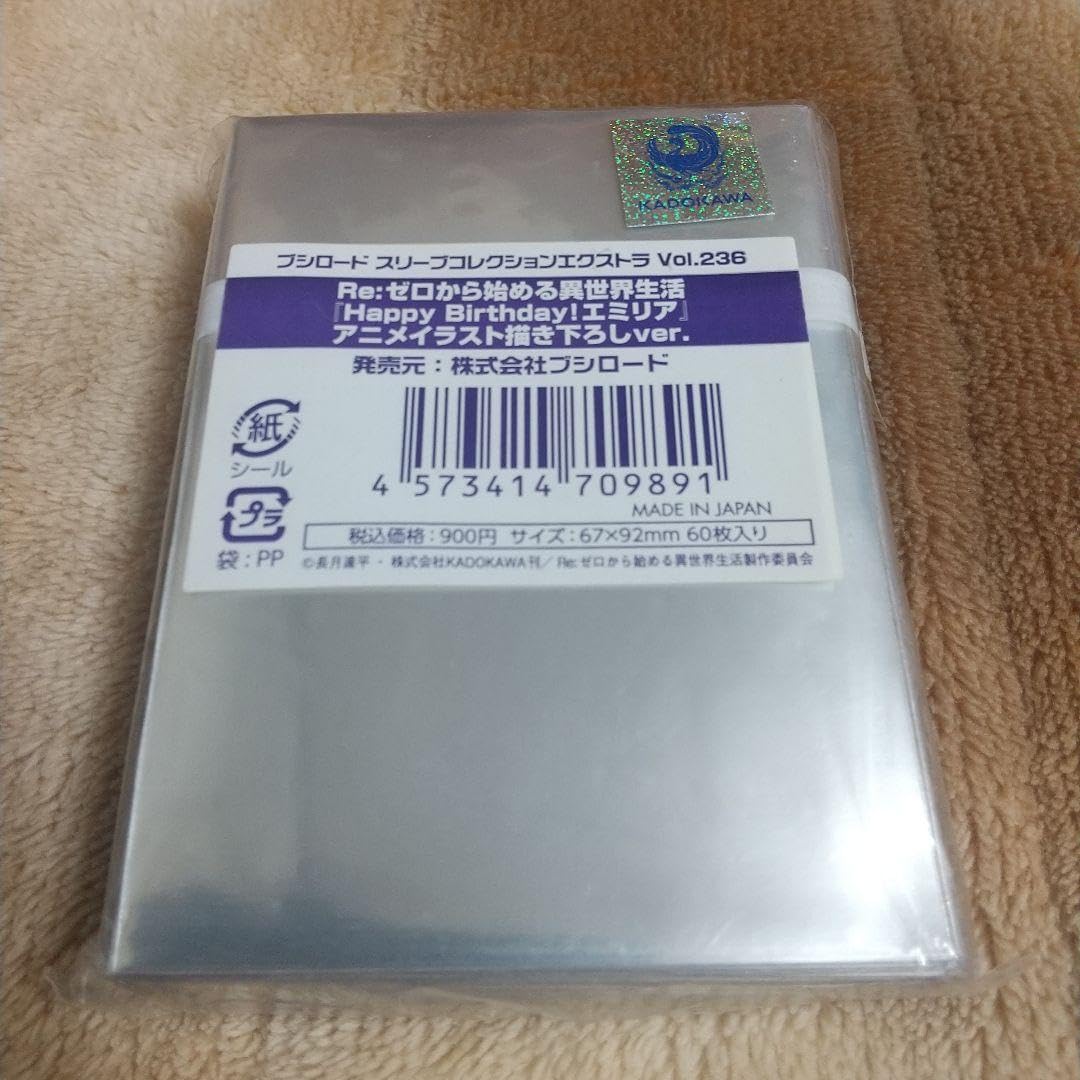 KADOKAWA
ブシロード スリーブコレクションエクストラ Vol.236
Re:ゼロから始める異世界生活
『Happy Birthday!エミリア』
アニメイラスト描き下ろしver.
発売元：株式会社ブシロード
紙
シール
プラ
袋：PP
4 573414 709891
MADE IN JAPAN
税込価格：900円 サイズ：67×92mm 60枚入り
©長月達平・株式会社KADOKAWA刊／Re:ゼロから始める異世界生活製作委員会